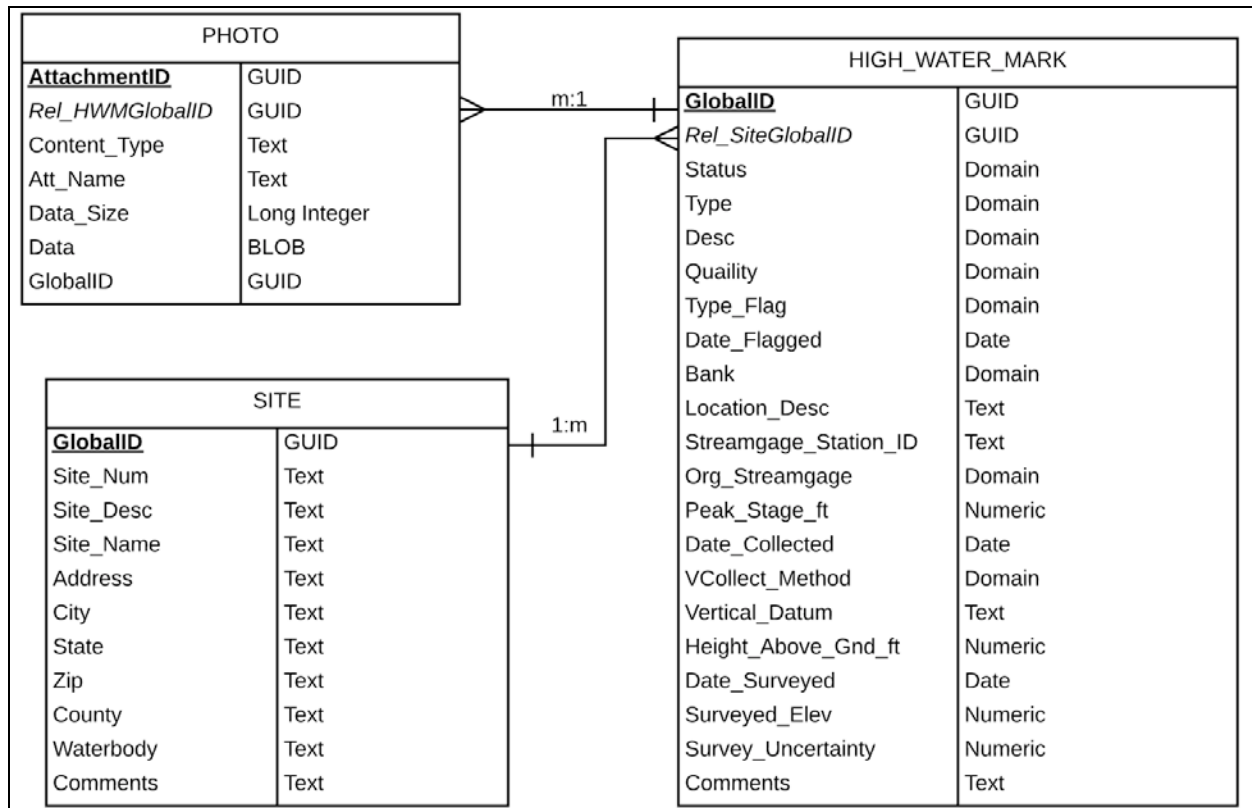 PHOTO
AttachmentID GUID
Rel_HWMGlobalID GUID
Content_Type Text
Att_Name Text
Data_Size Long Integer
Data BLOB
GlobalID GUID
m:1
HIGH_WATER_MARK
GlobalID GUID
Rel_SiteGlobalID GUID
Status Domain
Type Domain
Desc Domain
Quaility Domain
Type_Flag Domain
Date_Flagged Date
Bank Domain
Location_Desc Text
Streamgage_Station_ID Text
Org_Streamgage Domain
Peak_Stage_ft Numeric
Date_Collected Date
VCollect_Method Domain
Vertical_Datum Text
Height_Above_Gnd_ft Numeric
Date_Surveyed Date
Surveyed_Elev Numeric
Survey_Uncertainty Numeric
Comments Text
SITE
GlobalID GUID
Site_Num Text
Site_Desc Text
Site_Name Text
Address Text
City Text
State Text
Zip Text
County Text
Waterbody Text
Comments Text
1:m